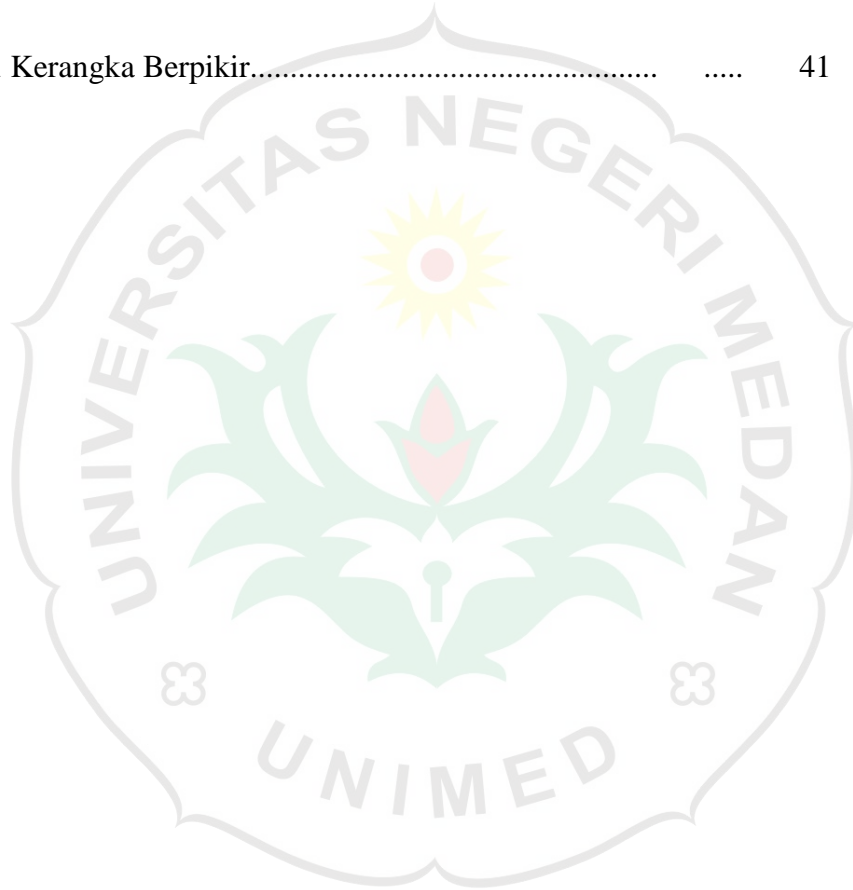 Kerangka Berpikir................................................... ..... 41
UNIVERSITAS NEGERI MEDAN
UNIMED